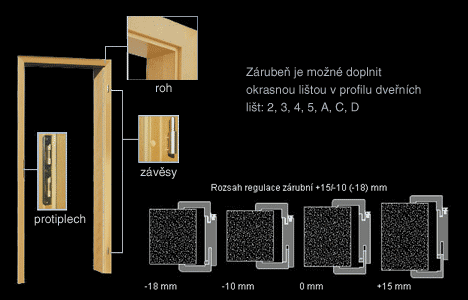 roh
Zárubeň je možné doplnit
okrasnou lištou v profilu dveřních
lišt: 2, 3, 4, 5, A, C, D
závěsy
protiplech
Rozsah regulace zárubní +15/-10 (-18) mm
-18 mm
-10 mm
0 mm
+15 mm